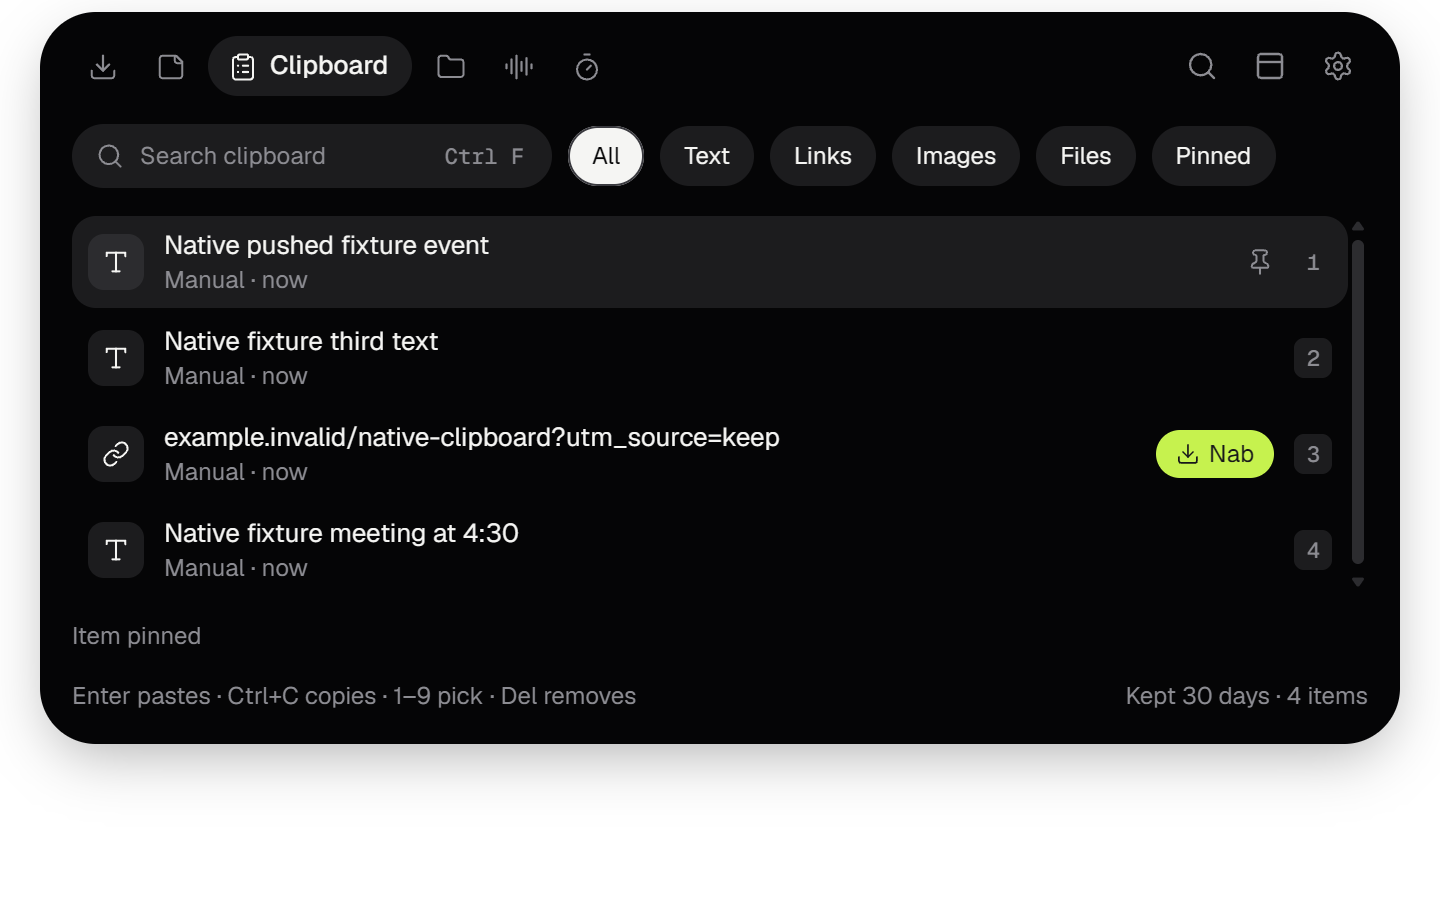 Clipboard
Search clipboard Ctrl F All Text Links Images Files Pinned
Native pushed fixture event
Manual · now
1
Native fixture third text
Manual · now
2
example.invalid/native-clipboard?utm_source=keep
Manual · now
Nab 3
Native fixture meeting at 4:30
Manual · now
4
Item pinned
Enter pastes · Ctrl+C copies · 1–9 pick · Del removes Kept 30 days · 4 items